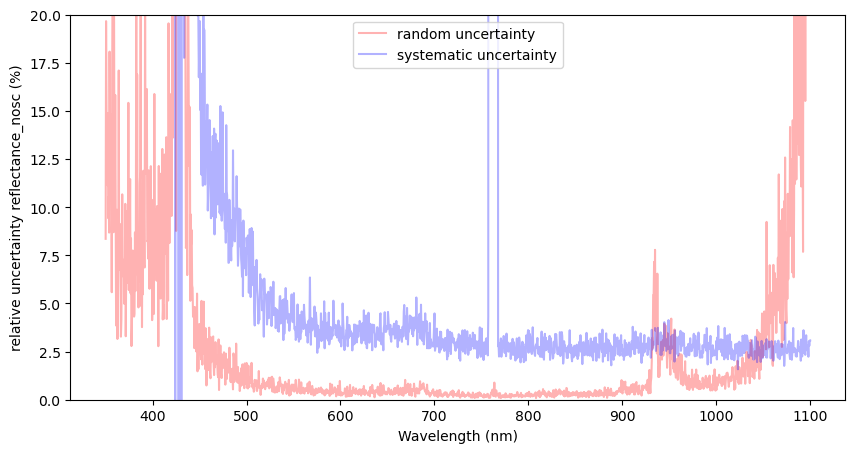 relative uncertainty reflectance_nosc (%)
20.0
17.5
15.0
12.5
10.0
7.5
5.0
2.5
0.0
random uncertainty
systematic uncertainty
400 500 600 700 800 900 1000 1100
Wavelength (nm)